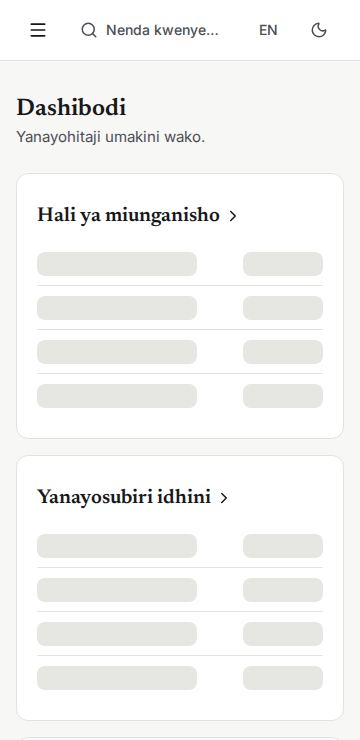 Nenda kwenye...
EN
Dashibodi
Yanayohitaji umakini wako.
Hali ya miunganisho
Yanayosubiri idhini